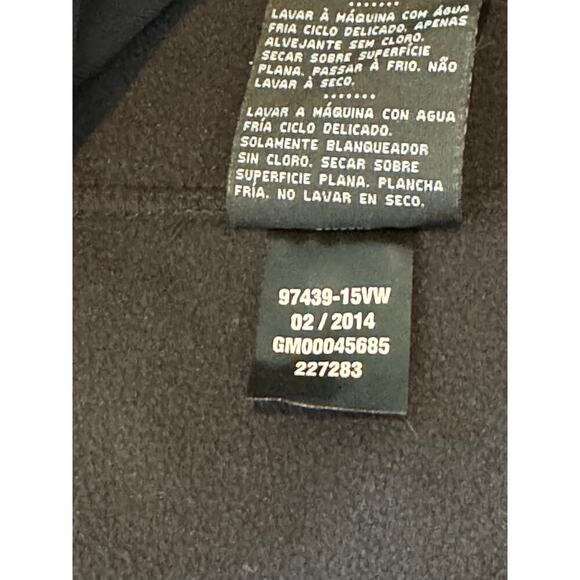 LAVAR À MÁQUINA COM ÁGUA
FRIA CICLO DELICADO. APENAS
ALVEJANTE SEM CLORO.
SECAR SOBRE SUPERFÍCIE
PLANA. PASSAR À FRIO. NÃO
LAVAR À SECO.
.......
LAVAR A MÁQUINA CON AGUA
FRÍA CICLO DELICADO.
SOLAMENTE BLANQUEADOR
SIN CLORO. SECAR SOBRE
SUPERFICIE PLANA. PLANCHA
FRÍA. NO LAVAR EN SECO.
97439-15VW
02 / 2014
GM00045685
227283